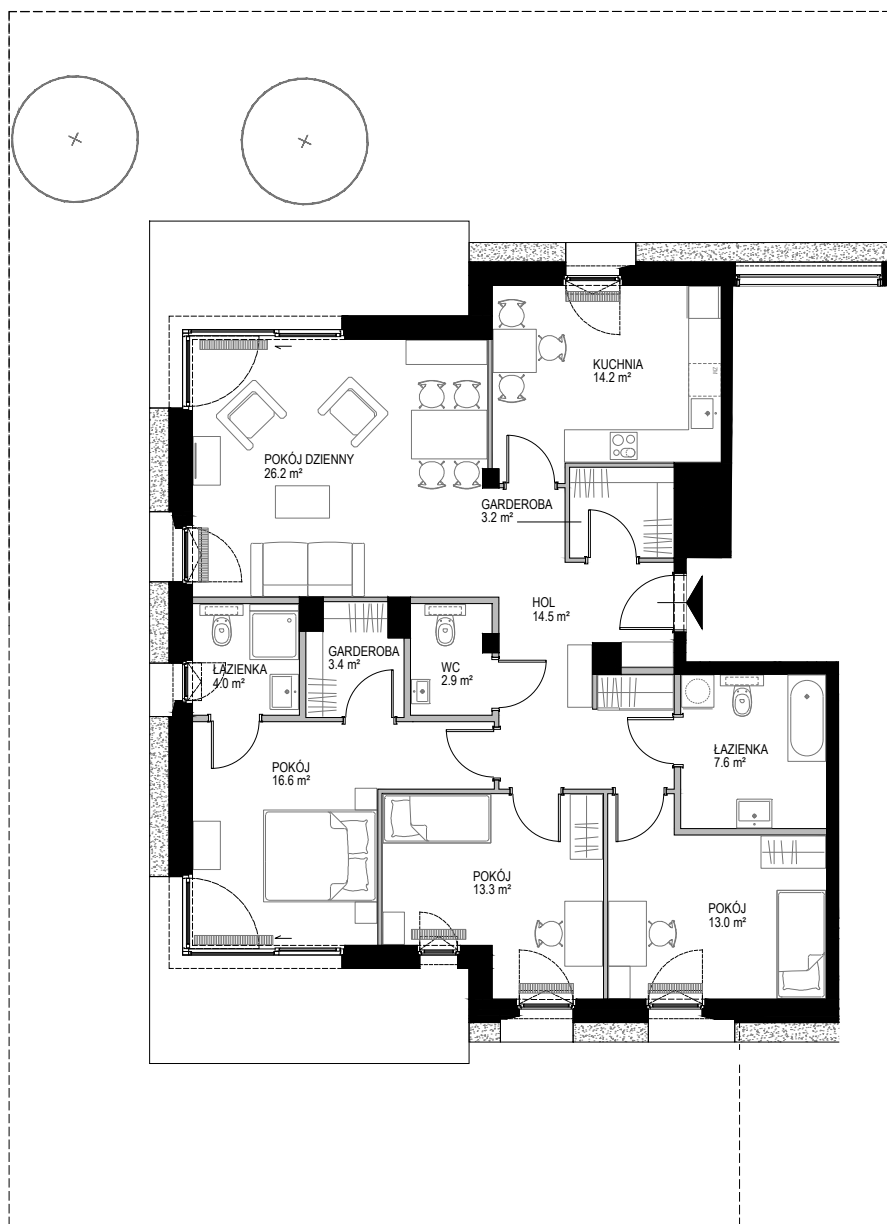 KUCHNIA
14.2 m²
POKÓJ DZIENNY
26.2 m²
GARDEROBA
3.2 m²
HOL
14.5 m²
ŁAZIENKA
4.0 m²
GARDEROBA
3.4 m²
WC
2.9 m²
POKÓJ
16.6 m²
ŁAZIENKA
7.6 m²
POKÓJ
13.3 m²
POKÓJ
13.0 m²